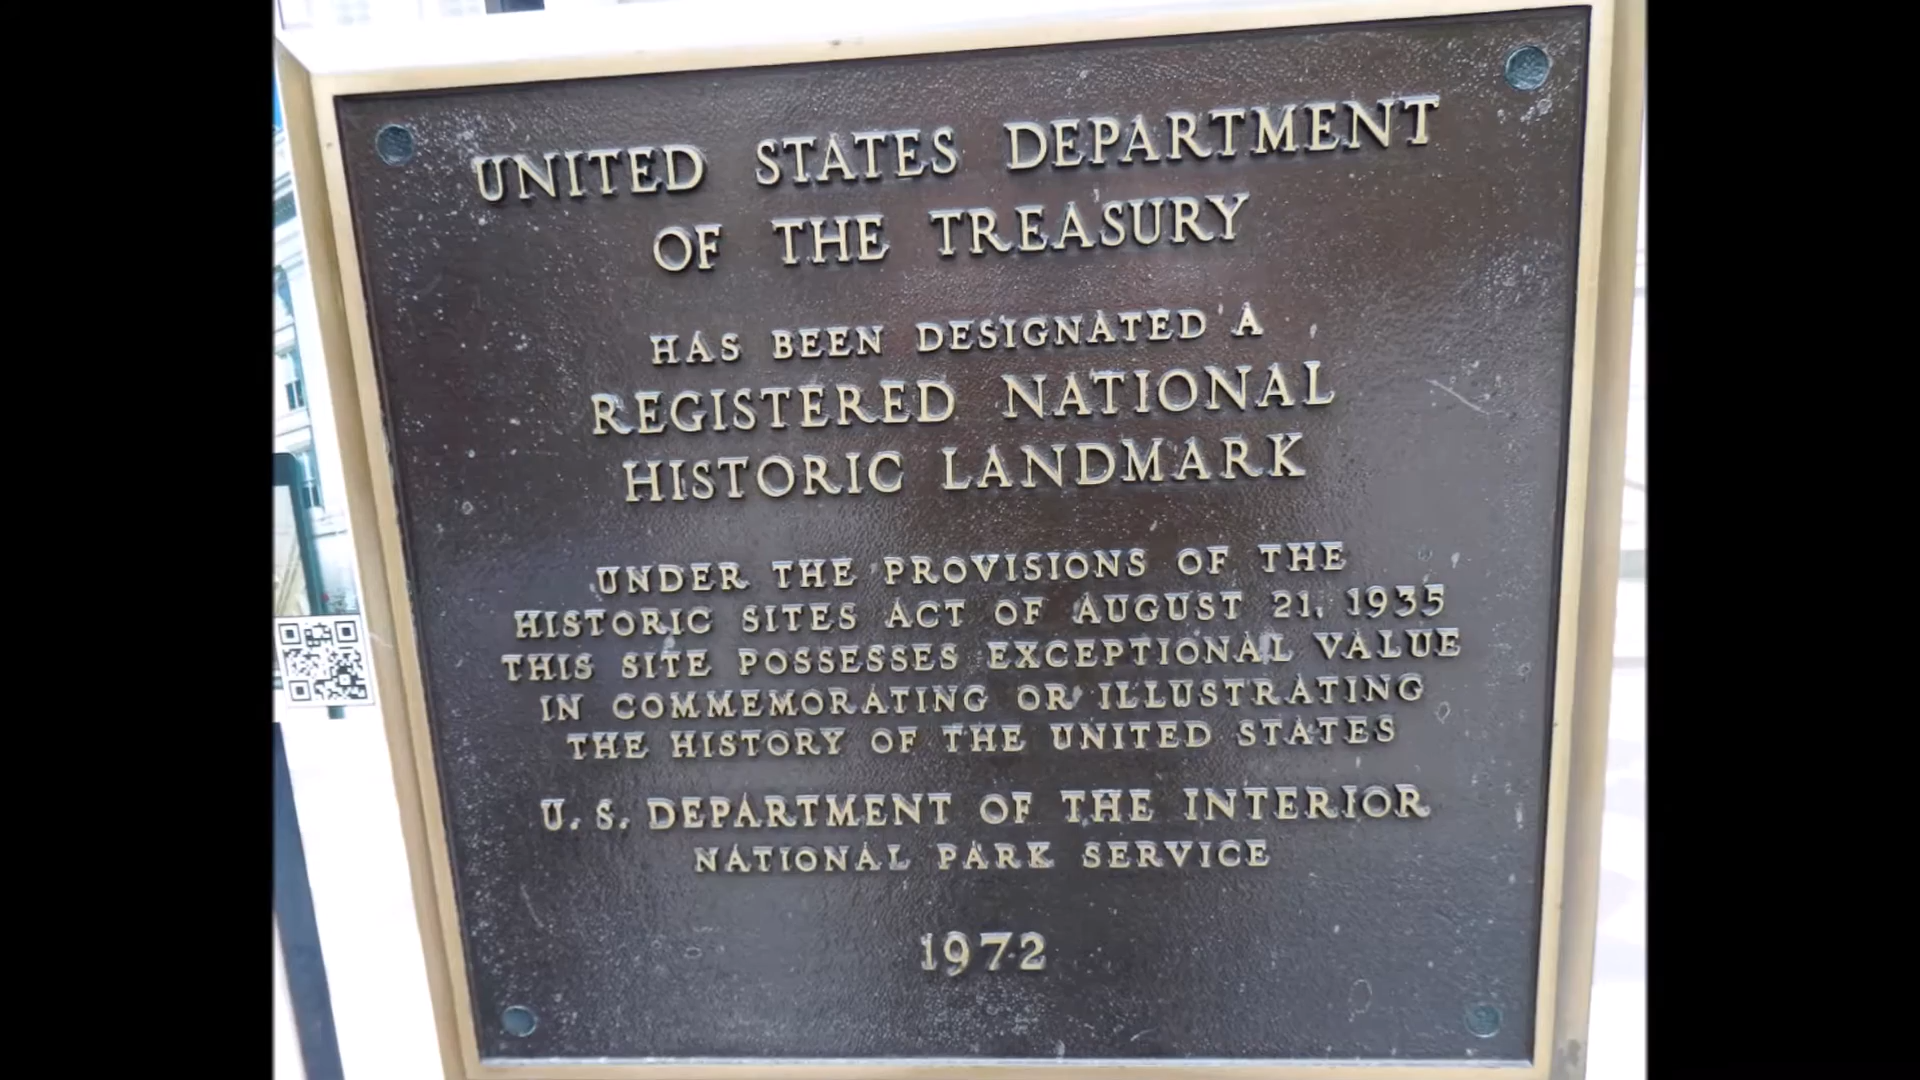 UNITED STATES DEPARTMENT
OF THE TREASURY
HAS BEEN DESIGNATED A
REGISTERED NATIONAL
HISTORIC LANDMARK
UNDER THE PROVISIONS OF THE
HISTORIC SITES ACT OF AUGUST 21, 1935
THIS SITE POSSESSES EXCEPTIONAL VALUE
IN COMMEMORATING OR ILLUSTRATING
THE HISTORY OF THE UNITED STATES
U. S. DEPARTMENT OF THE INTERIOR
NATIONAL PARK SERVICE
1972